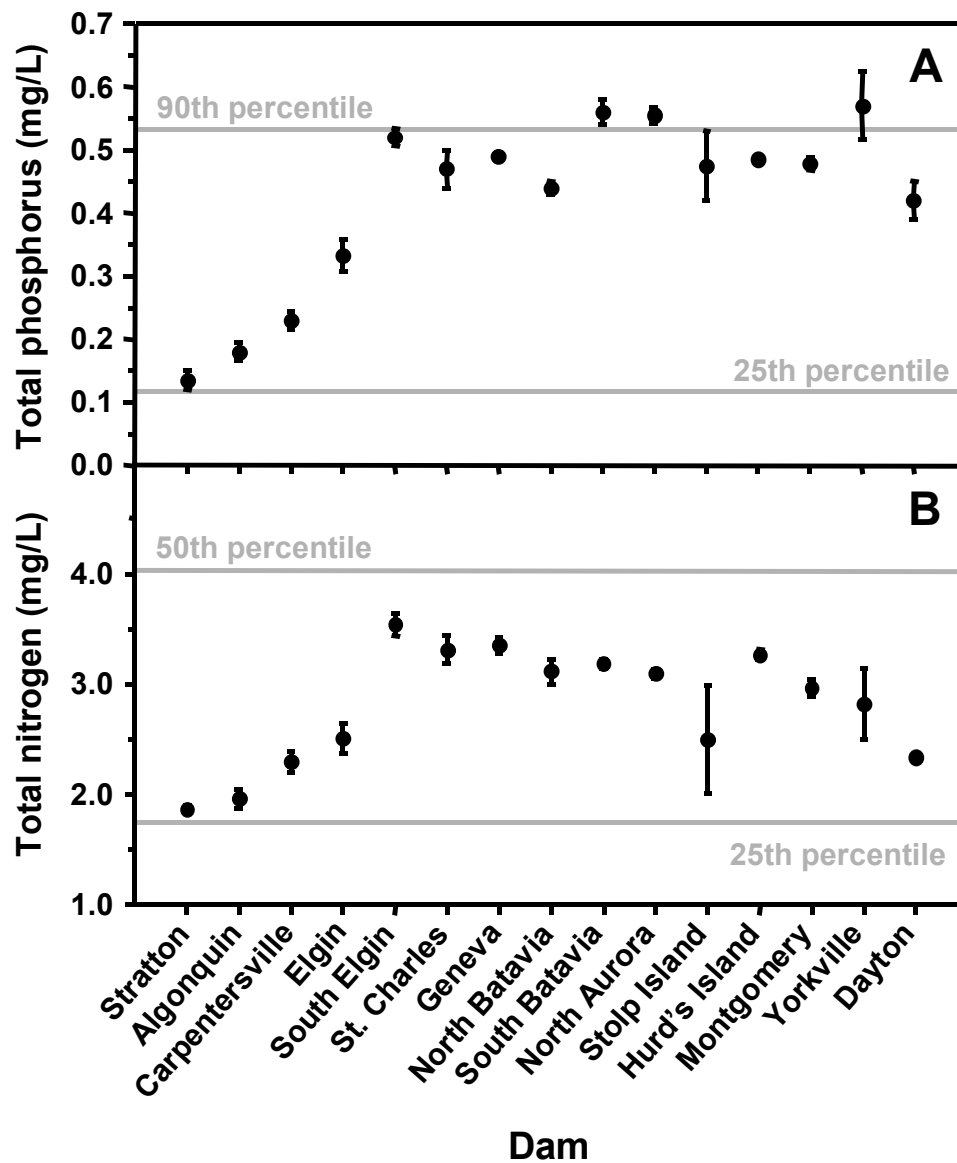 Total phosphorus (mg/L)
0.7
0.6
0.5
0.4
0.3
0.2
0.1
0.0
A
90th percentile
25th percentile
Total nitrogen (mg/L)
4.0
3.0
2.0
1.0
B
50th percentile
25th percentile
Stratton
Algonquin
Carpentersville
Elgin
South Elgin
St. Charles
Geneva
North Batavia
South Batavia
North Aurora
Stolp Island
Hurd's Island
Montgomery
Yorkville
Dayton
Dam